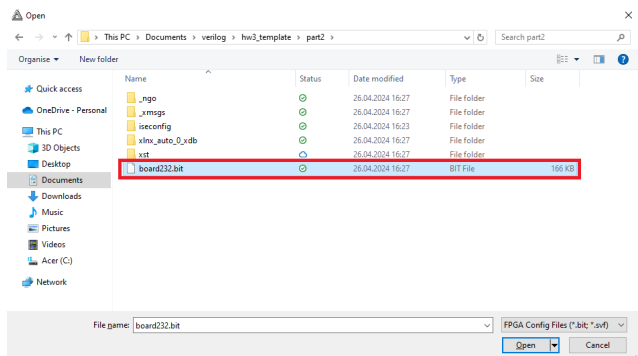 Open
This PC > Documents > verilog > hw3_template > part2 >
Search part2
Organise
New folder
Name
Status
Date modified
Type
Size
Quick access
OneDrive - Personal
This PC
3D Objects
Desktop
Documents
Downloads
Music
Pictures
Videos
Acer (C:)
Network
_ngo 26.04.2024 16:27 File folder
_xmsgs 26.04.2024 16:27 File folder
iseconfig 26.04.2024 16:23 File folder
xlnx_auto_0_xdb 26.04.2024 16:27 File folder
xst 26.04.2024 16:27 File folder
board232.bit 26.04.2024 16:27 BIT File 166 KB
File name: board232.bit
FPGA Config Files (*.bit; *.svf)
Open
Cancel